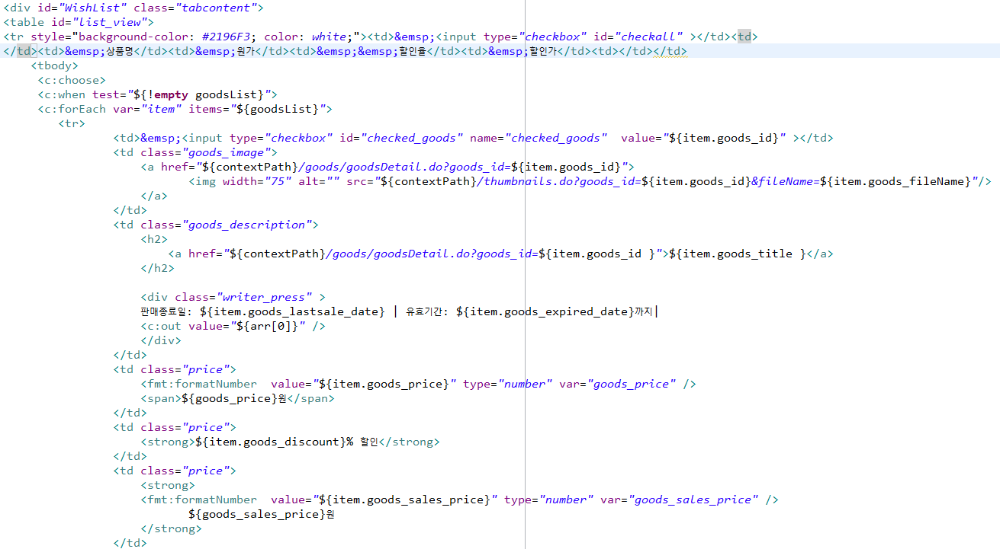 <div id="WishList" class="tabcontent">
<table id="list_view">
<tr style="background-color: #2196F3; color: white;"><td>&emsp;<input type="checkbox" id="checkall" ></td><td>
</td><td>&emsp;상품명</td><td>&emsp;원가</td><td>&emsp;&emsp;할인율</td><td>&emsp;할인가</td><td></td></td>
<tbody>
<c:choose>
<c:when test="${!empty goodsList}">
<c:forEach var="item" items="${goodsList}">
<tr>
<td>&emsp;<input type="checkbox" id="checked_goods" name="checked_goods"  value="${item.goods_id}" ></td>
<td class="goods_image">
<a href="${contextPath}/goods/goodsDetail.do?goods_id=${item.goods_id}">
<img width="75" alt="" src="${contextPath}/thumbnails.do?goods_id=${item.goods_id}&fileName=${item.goods_fileName}"/>
</a>
</td>
<td class="goods_description">
<h2>
<a href="${contextPath}/goods/goodsDetail.do?goods_id=${item.goods_id }">${item.goods_title }</a>
</h2>
<div class="writer_press" >
판매종료일: ${item.goods_lastsale_date} | 유효기간: ${item.goods_expired_date}까지|
<c:out value="${arr[0]}" />
</div>
</td>
<td class="price">
<fmt:formatNumber  value="${item.goods_price}" type="number" var="goods_price" />
<span>${goods_price}원</span>
</td>
<td class="price">
<strong>${item.goods_discount}% 할인</strong>
</td>
<td class="price">
<strong>
<fmt:formatNumber  value="${item.goods_sales_price}" type="number" var="goods_sales_price" />
${goods_sales_price}원
</strong>
</td>